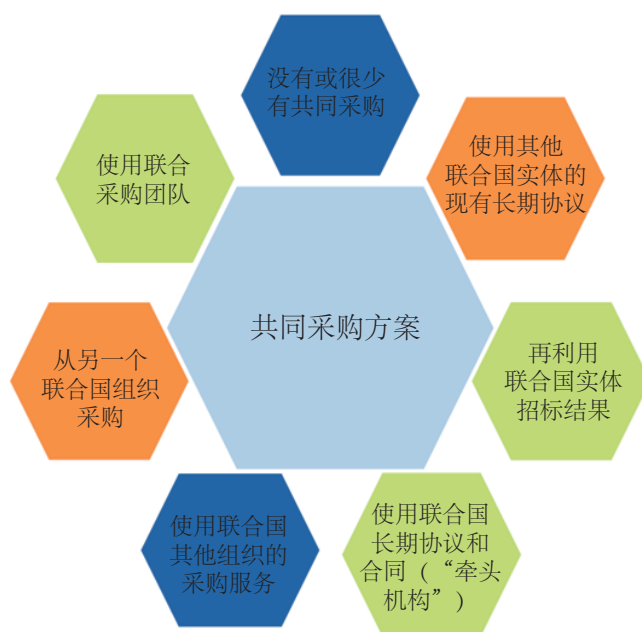 没有或很少
有共同采购
使用其他
联合国实体的
现有长期协议
再利用
联合国实体
招标结果
使用联合国
长期协议和
合同（“牵头
机构”）
使用联合国
其他组织的
采购服务
从另一个
联合国组织
采购
使用联合
采购团队
共同采购方案